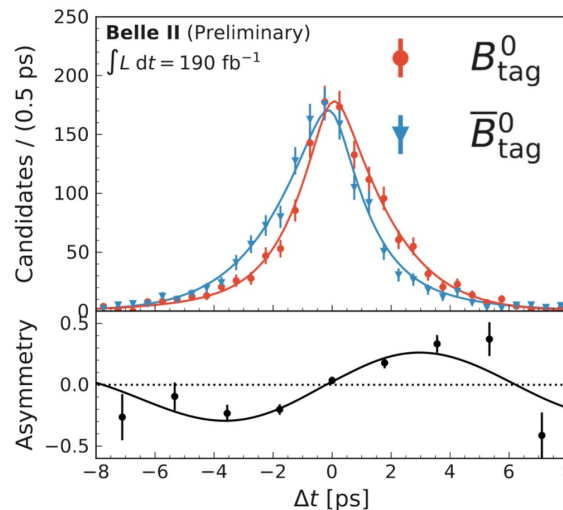 Belle II (Preliminary)
∫L dt = 190 fb⁻¹
B⁰tag
B̅⁰tag
Candidates / (0.5 ps)
250
200
150
100
50
0
Asymmetry
0.5
0.0
−0.5
−8 −6 −4 −2 0 2 4 6
Δt [ps]